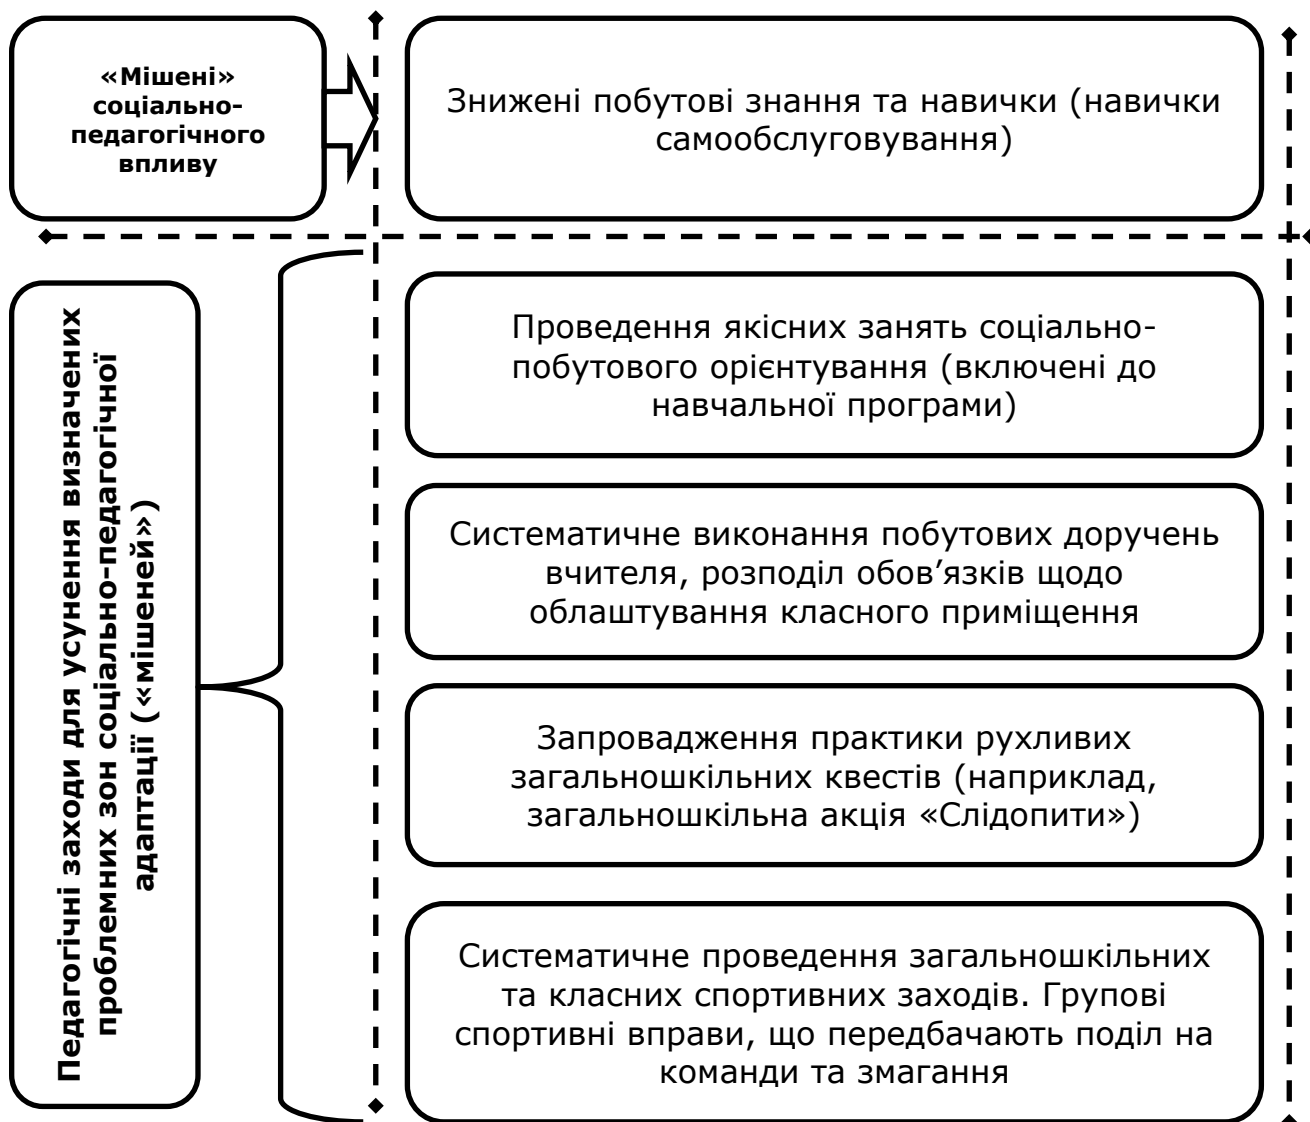 «Мішені»
соціально-
педагогічного
впливу
Знижені побутові знання та навички (навички
самообслуговування)
Педагогічні заходи для усунення визначених
проблемних зон соціально-педагогічної
адаптації («мішеней»)
Проведення якісних занять соціально-
побутового орієнтування (включені до
навчальної програми)
Систематичне виконання побутових доручень
вчителя, розподіл обов’язків щодо
облаштування класного приміщення
Запровадження практики рухливих
загальношкільних квестів (наприклад,
загальношкільна акція «Слідопити»)
Систематичне проведення загальношкільних
та класних спортивних заходів. Групові
спортивні вправи, що передбачають поділ на
команди та змагання